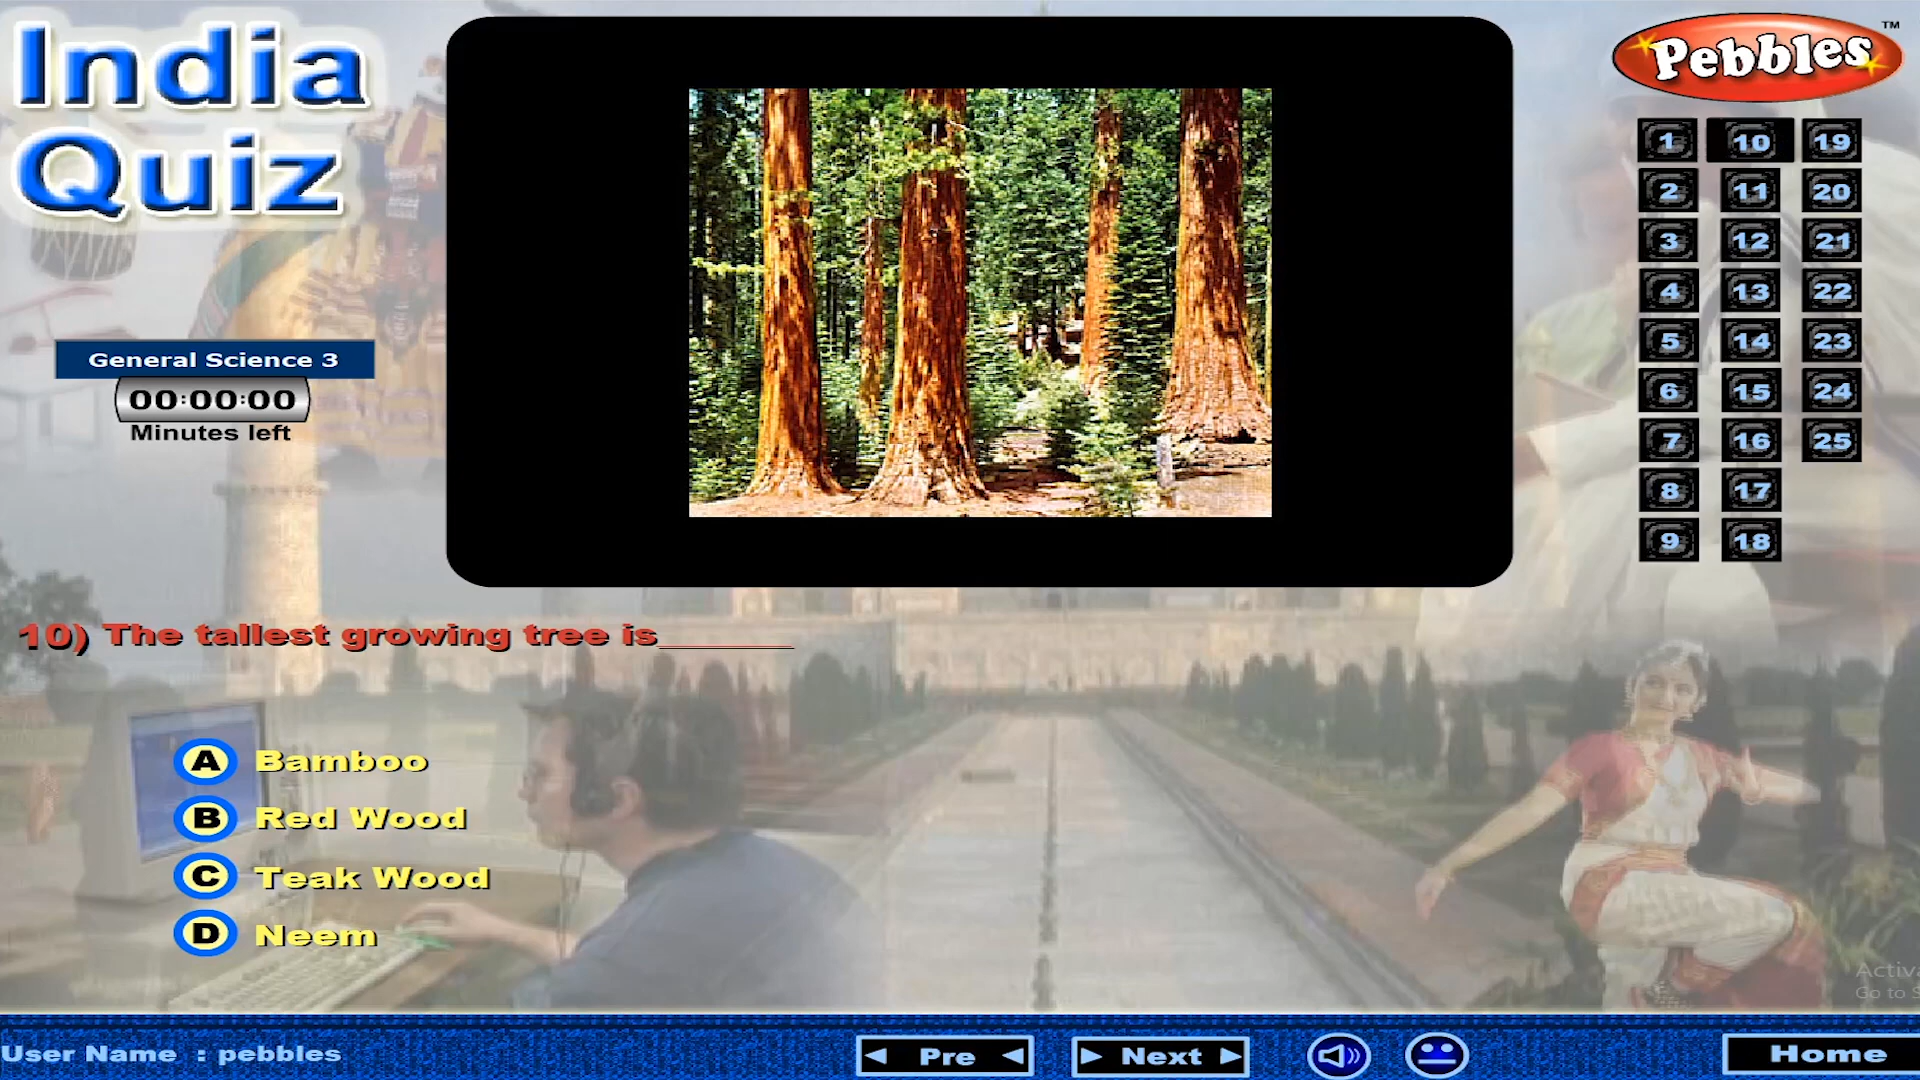 India
Quiz
Pebbles
TM
General Science 3
00:00:00
Minutes left
1 10 19
2 11 20
3 12 21
4 13 22
5 14 23
6 15 24
7 16 25
8 17
9 18
10) The tallest growing tree is________
A Bamboo
B Red Wood
C Teak Wood
D Neem
User Name : pebbles
Pre
Next
Home